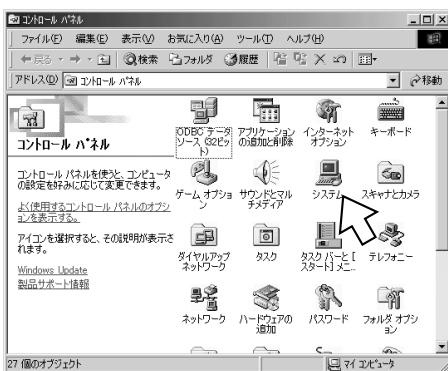 コントロール パネル
ファイル(F) 編集(E) 表示(V) お気に入り(A) ツール(T) ヘルプ(H)
戻る 検索 フォルダ 履歴
アドレス(D) コントロール パネル 移動
コントロール パネル
コントロール パネルを使うと、コンピュータ
の設定を好みに応じて変更できます。
よく使用するコントロール パネルのオプシ
ョンを表示する。
アイコンを選択すると、その説明が表示さ
れます。
Windows Update
製品サポート情報
ODBC データ
ソース (32ビッ
ト)
アプリケーション
の追加と削除
インターネット
オプション
キーボード
ゲーム オプショ
ン
サウンドとマル
チメディア
システム
スキャナとカメラ
ダイヤルアップ
ネットワーク
タスク
タスク バーと [
スタート] メニ...
テレフォニー
ネットワーク
ハードウェアの
追加
パスワード
フォルダ オプシ
ョン
27 個のオブジェクト
マイ コンピュータ